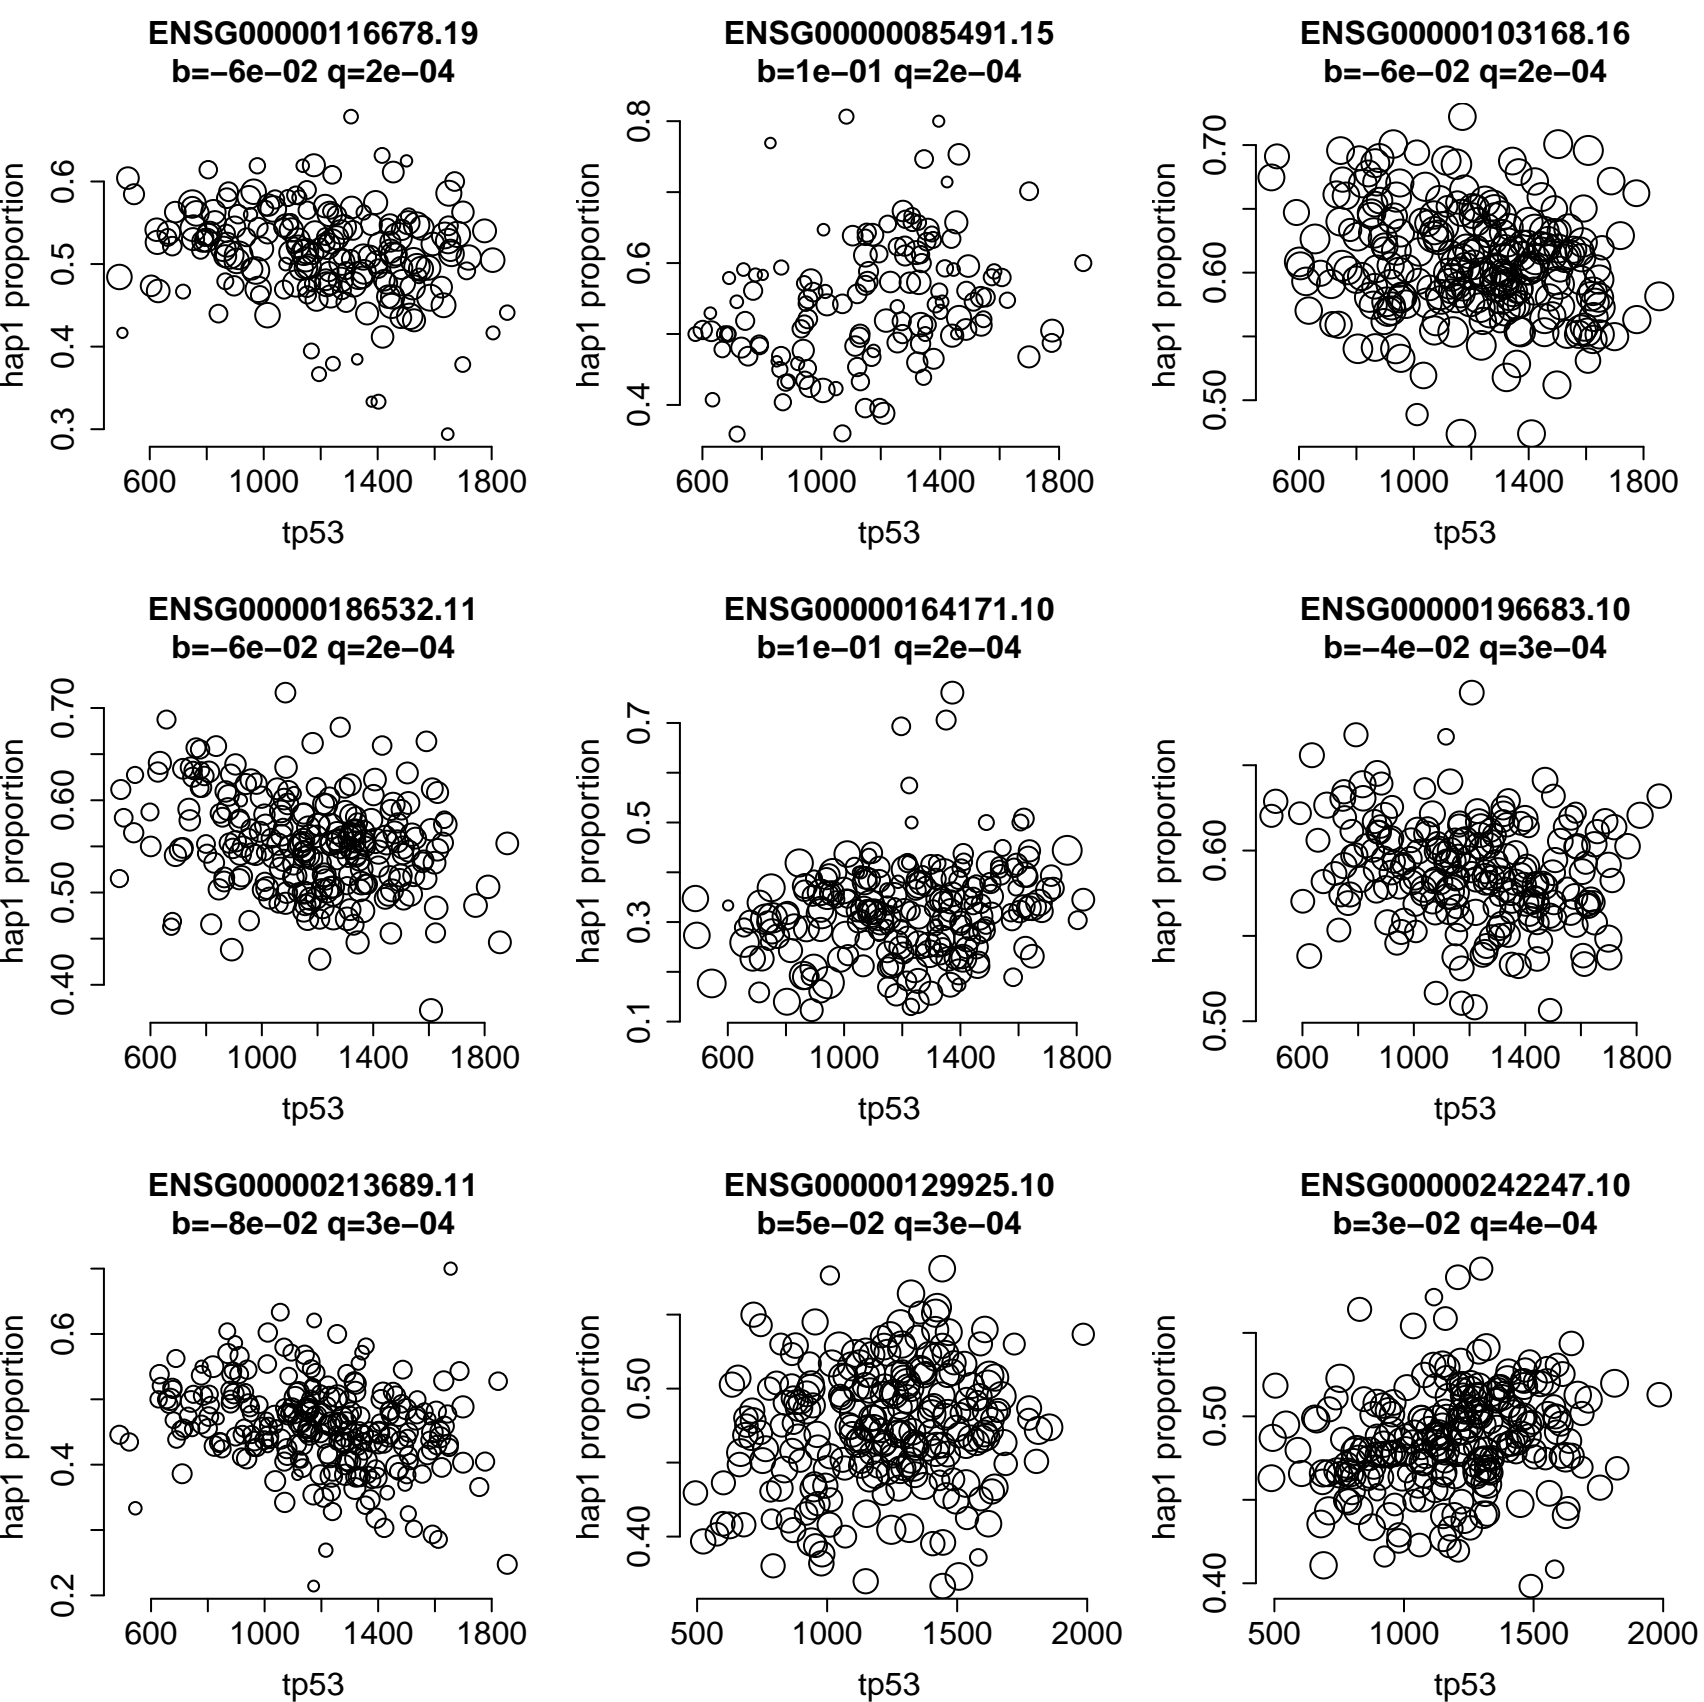 ENSG00000116678.19
b=−6e−02 q=2e−04
hap1 proportion
0.3 0.4 0.5 0.6
600 1000 1400 1800
tp53
ENSG00000085491.15
b=1e−01 q=2e−04
hap1 proportion
0.4 0.6 0.8
600 1000 1400 1800
tp53
ENSG00000103168.16
b=−6e−02 q=2e−04
hap1 proportion
0.50 0.60 0.70
600 1000 1400 1800
tp53
ENSG00000186532.11
b=−6e−02 q=2e−04
hap1 proportion
0.40 0.50 0.60 0.70
600 1000 1400 1800
tp53
ENSG00000164171.10
b=1e−01 q=2e−04
hap1 proportion
0.1 0.3 0.5 0.7
600 1000 1400 1800
tp53
ENSG00000196683.10
b=−4e−02 q=3e−04
hap1 proportion
0.50 0.60
600 1000 1400 1800
tp53
ENSG00000213689.11
b=−8e−02 q=3e−04
hap1 proportion
0.2 0.4 0.6
600 1000 1400 1800
tp53
ENSG00000129925.10
b=5e−02 q=3e−04
hap1 proportion
0.40 0.50
500 1000 1500 2000
tp53
ENSG00000242247.10
b=3e−02 q=4e−04
hap1 proportion
0.40 0.50
500 1000 1500 2000
tp53